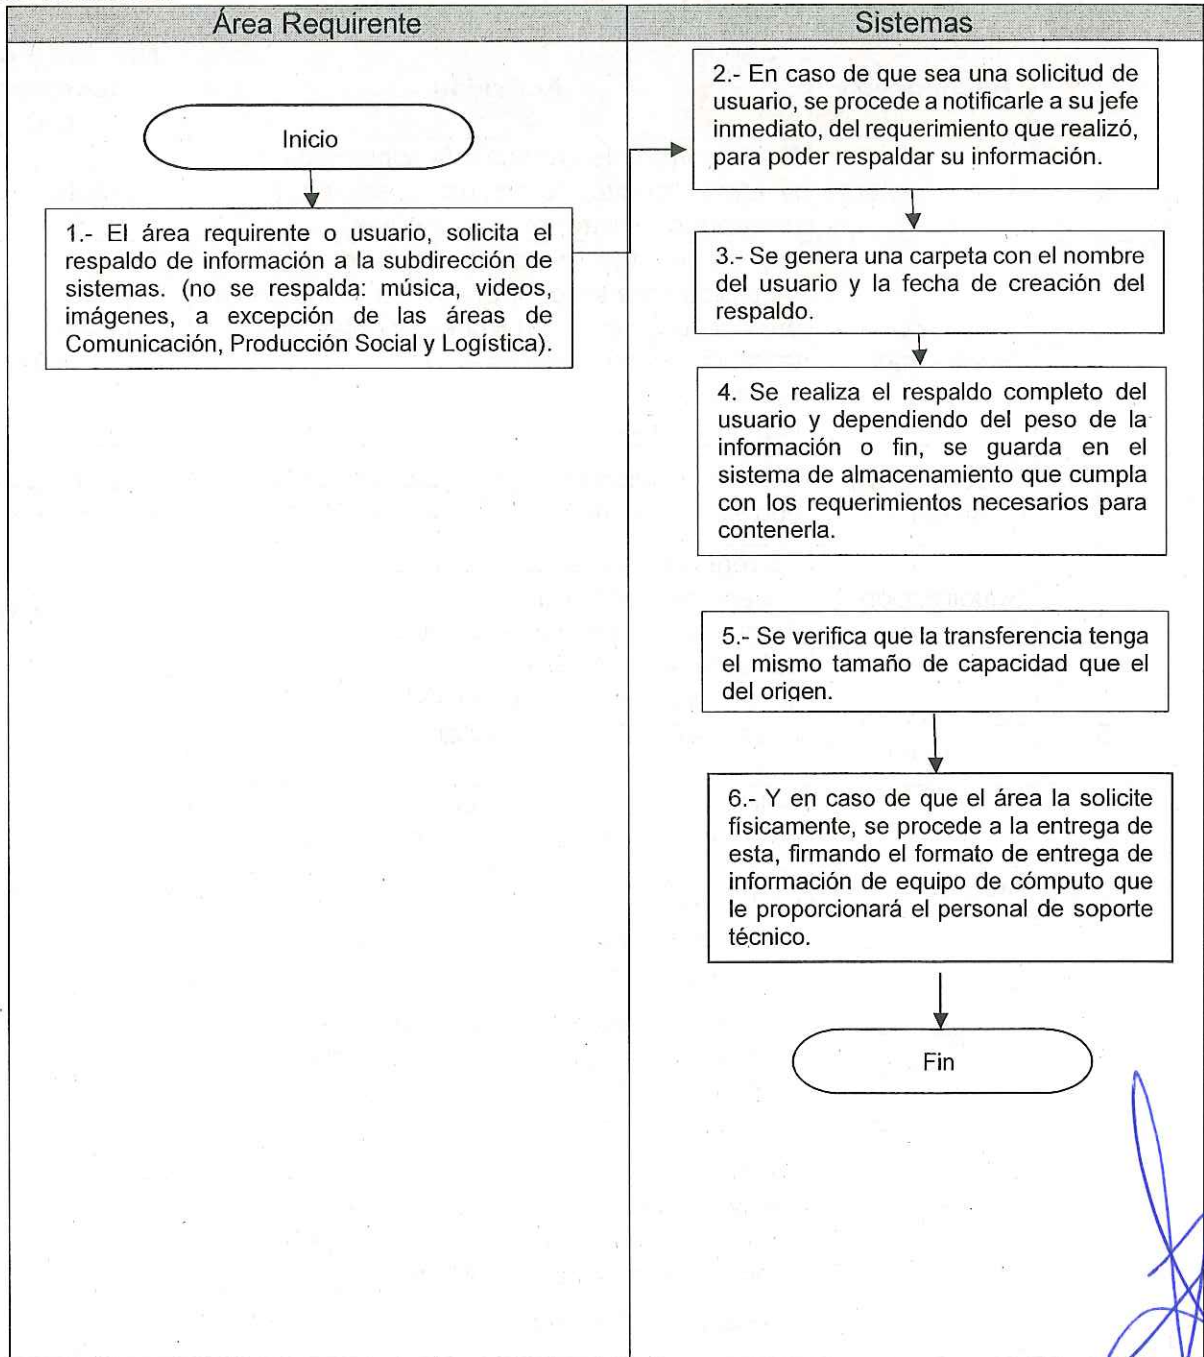 Área Requirente
Sistemas
Inicio
1.- El área requirente o usuario, solicita el
respaldo de información a la subdirección de
sistemas. (no se respalda: música, videos,
imágenes, a excepción de las áreas de
Comunicación, Producción Social y Logística).
2.- En caso de que sea una solicitud de
usuario, se procede a notificarle a su jefe
inmediato, del requerimiento que realizó,
para poder respaldar su información.
3.- Se genera una carpeta con el nombre
del usuario y la fecha de creación del
respaldo.
4. Se realiza el respaldo completo del
usuario y dependiendo del peso de la
información o fin, se guarda en el
sistema de almacenamiento que cumpla
con los requerimientos necesarios para
contenerla.
5.- Se verifica que la transferencia tenga
el mismo tamaño de capacidad que el
del origen.
6.- Y en caso de que el área la solicite
físicamente, se procede a la entrega de
esta, firmando el formato de entrega de
información de equipo de cómputo que
le proporcionará el personal de soporte
técnico.
Fin